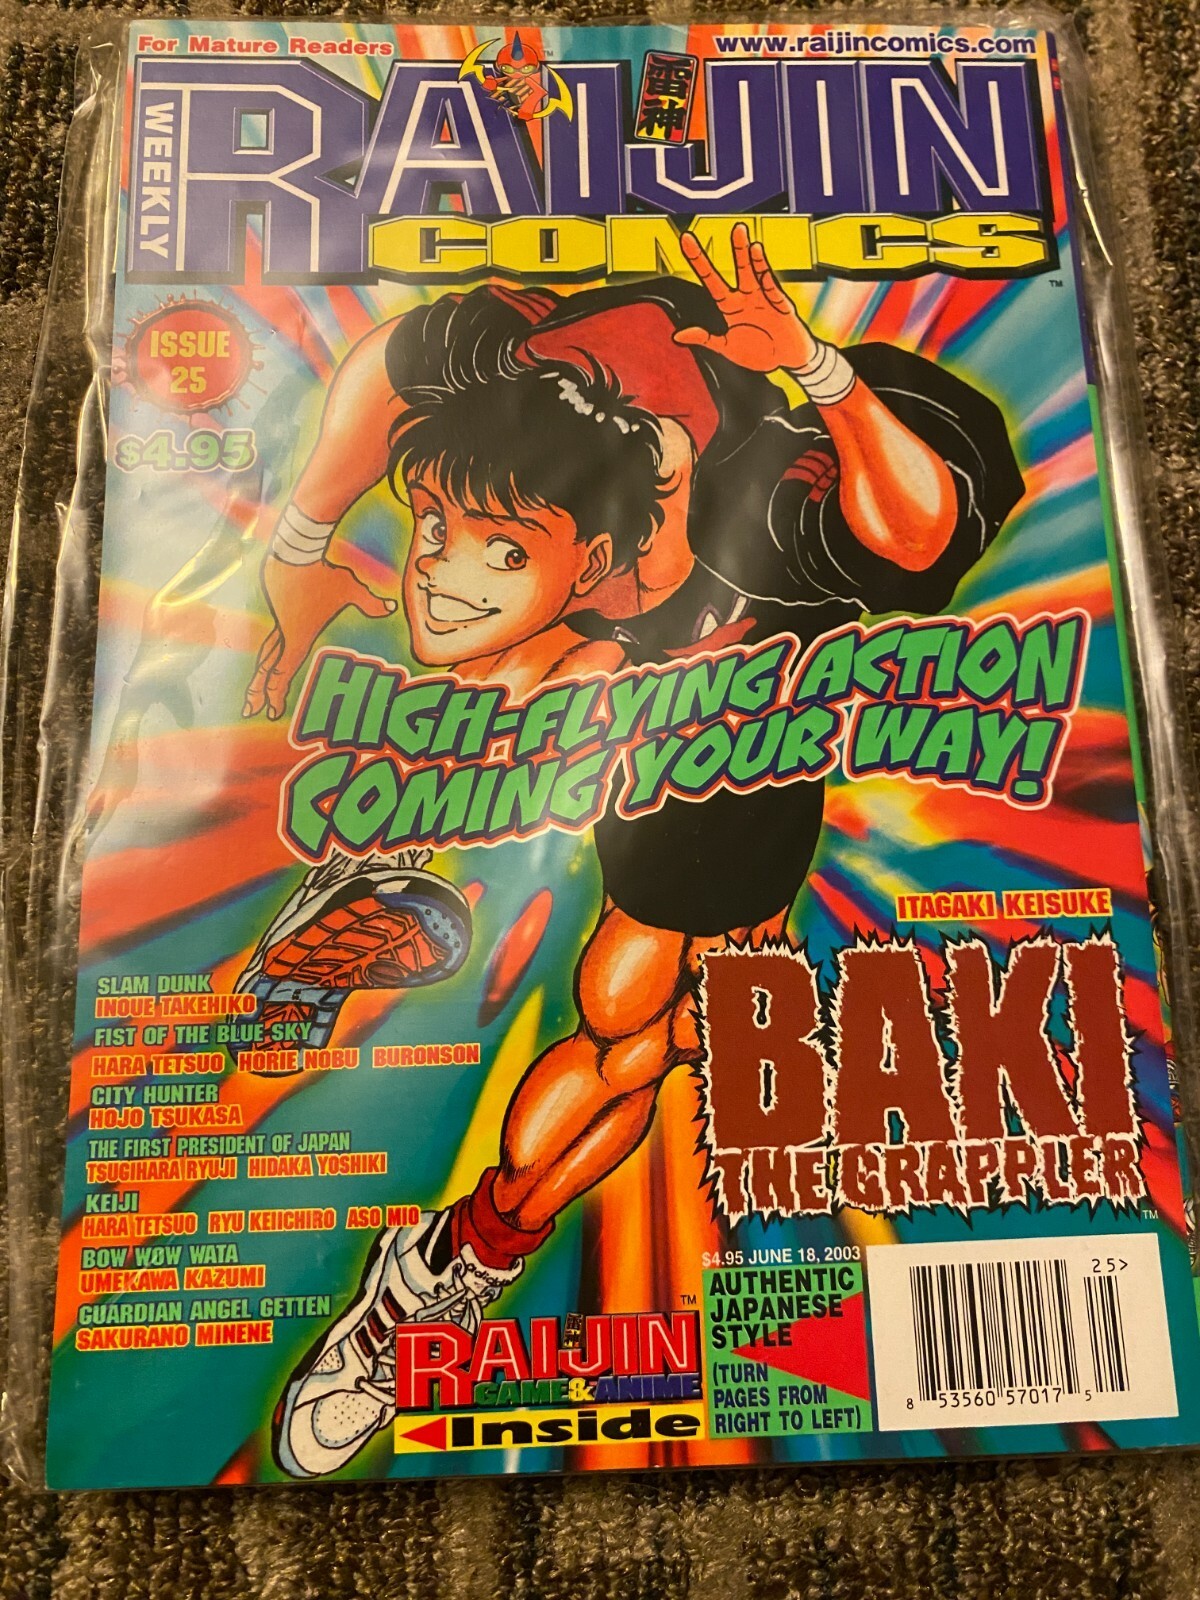 For Mature Readers
www.raijincomics.com
WEEKLY
RAIJIN
雷神
COMICS
TM
ISSUE
25
$4.95
HIGH-FLYING ACTION
COMING YOUR WAY!
ITAGAKI KEISUKE
BAKI
THE GRAPPLER
TM
SLAM DUNK
INOUE TAKEHIKO
FIST OF THE BLUE SKY
HARA TETSUO HORIE NOBU BURONSON
CITY HUNTER
HOJO TSUKASA
THE FIRST PRESIDENT OF JAPAN
TSUGIHARA RYUJI HIDAKA YOSHIKI
KEIJI
HARA TETSUO RYU KEIICHIRO ASO MIO
BOW WOW WATA
UMEKAWA KAZUMI
GUARDIAN ANGEL GETTEN
SAKURANO MINENE
adidas
TM
RAIJIN
雷神
GAME & ANIME
Inside
$4.95 JUNE 18, 2003
AUTHENTIC
JAPANESE
STYLE
(TURN
PAGES FROM
RIGHT TO LEFT)
25>
8 53560 57017 5